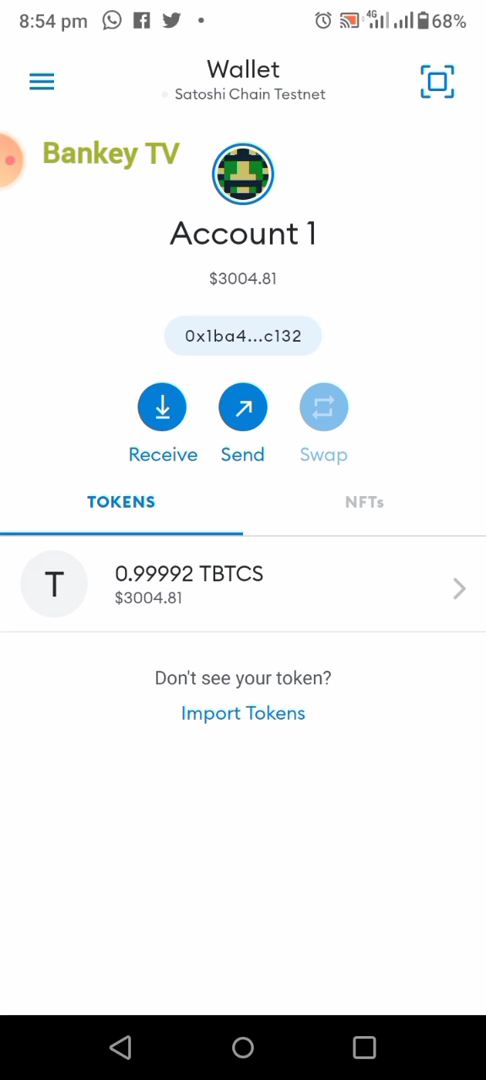 8:54 pm
4G
68%
Wallet
Satoshi Chain Testnet
Bankey TV
Account 1
$3004.81
0x1ba4...c132
Receive
Send
Swap
TOKENS
NFTs
T
0.99992 TBTCS
$3004.81
Don't see your token?
Import Tokens